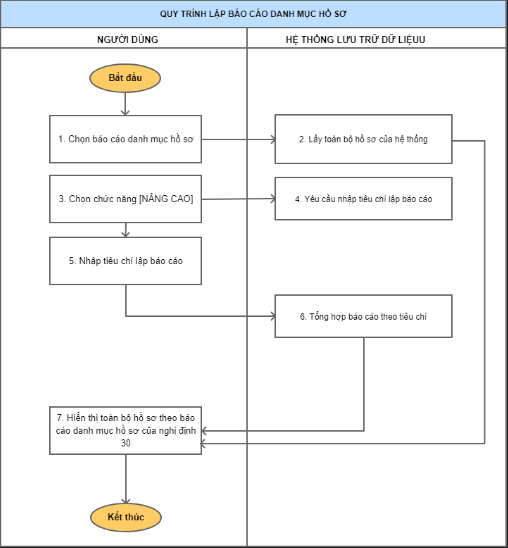 QUY TRÌNH LẬP BÁO CÁO DANH MỤC HỒ SƠ
NGƯỜI DÙNG
HỆ THỐNG LƯU TRỮ DỮ LIỆUU
Bắt đầu
1. Chọn báo cáo danh mục hồ sơ
2. Lấy toàn bộ hồ sơ của hệ thống
3. Chọn chức năng [NÂNG CAO]
4. Yêu cầu nhập tiêu chí lập báo cáo
5. Nhập tiêu chí lập báo cáo
6. Tổng hợp báo cáo theo tiêu chí
7. Hiển thị toàn bộ hồ sơ theo báo
cáo danh mục hồ sơ của nghị định
30
Kết thúc